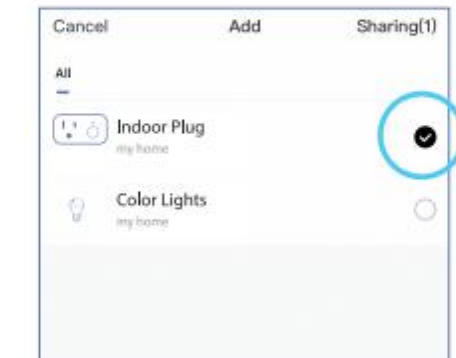 Cancel Add Sharing(1)
All
Indoor Plug
my home
Color Lights
my home